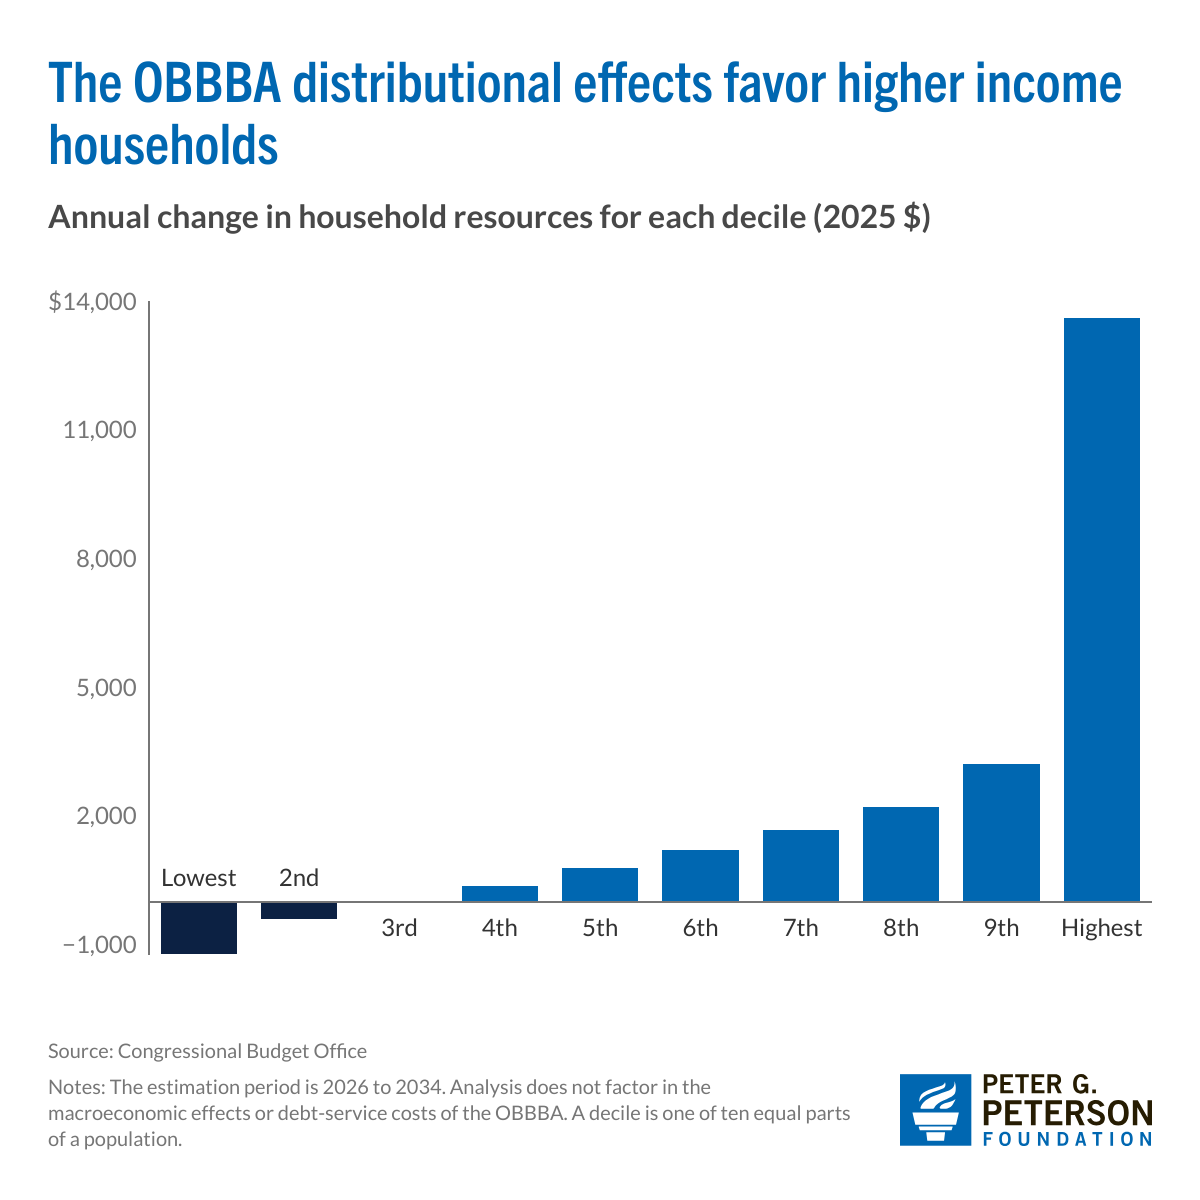 The OBBBA distributional effects favor higher income
households
Annual change in household resources for each decile (2025 $)
$14,000
11,000
8,000
5,000
2,000
−1,000
Lowest
2nd
3rd
4th
5th
6th
7th
8th
9th
Highest
Source: Congressional Budget Office
Notes: The estimation period is 2026 to 2034. Analysis does not factor in the
macroeconomic effects or debt-service costs of the OBBBA. A decile is one of ten equal parts
of a population.
PETER G.
PETERSON
FOUNDATION